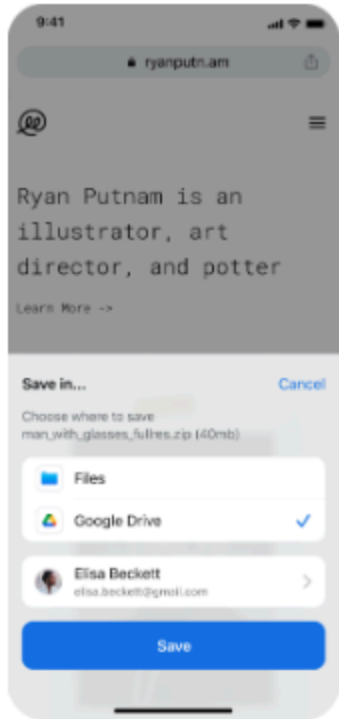 9:41
ryanputn.am
Ryan Putnam is an
illustrator, art
director, and potter
Learn More ->
Save in...
Cancel
Choose where to save
man_with_glasses_fullres.zip (40mb)
Files
Google Drive
Elisa Beckett
elisa.beckett@gmail.com
Save